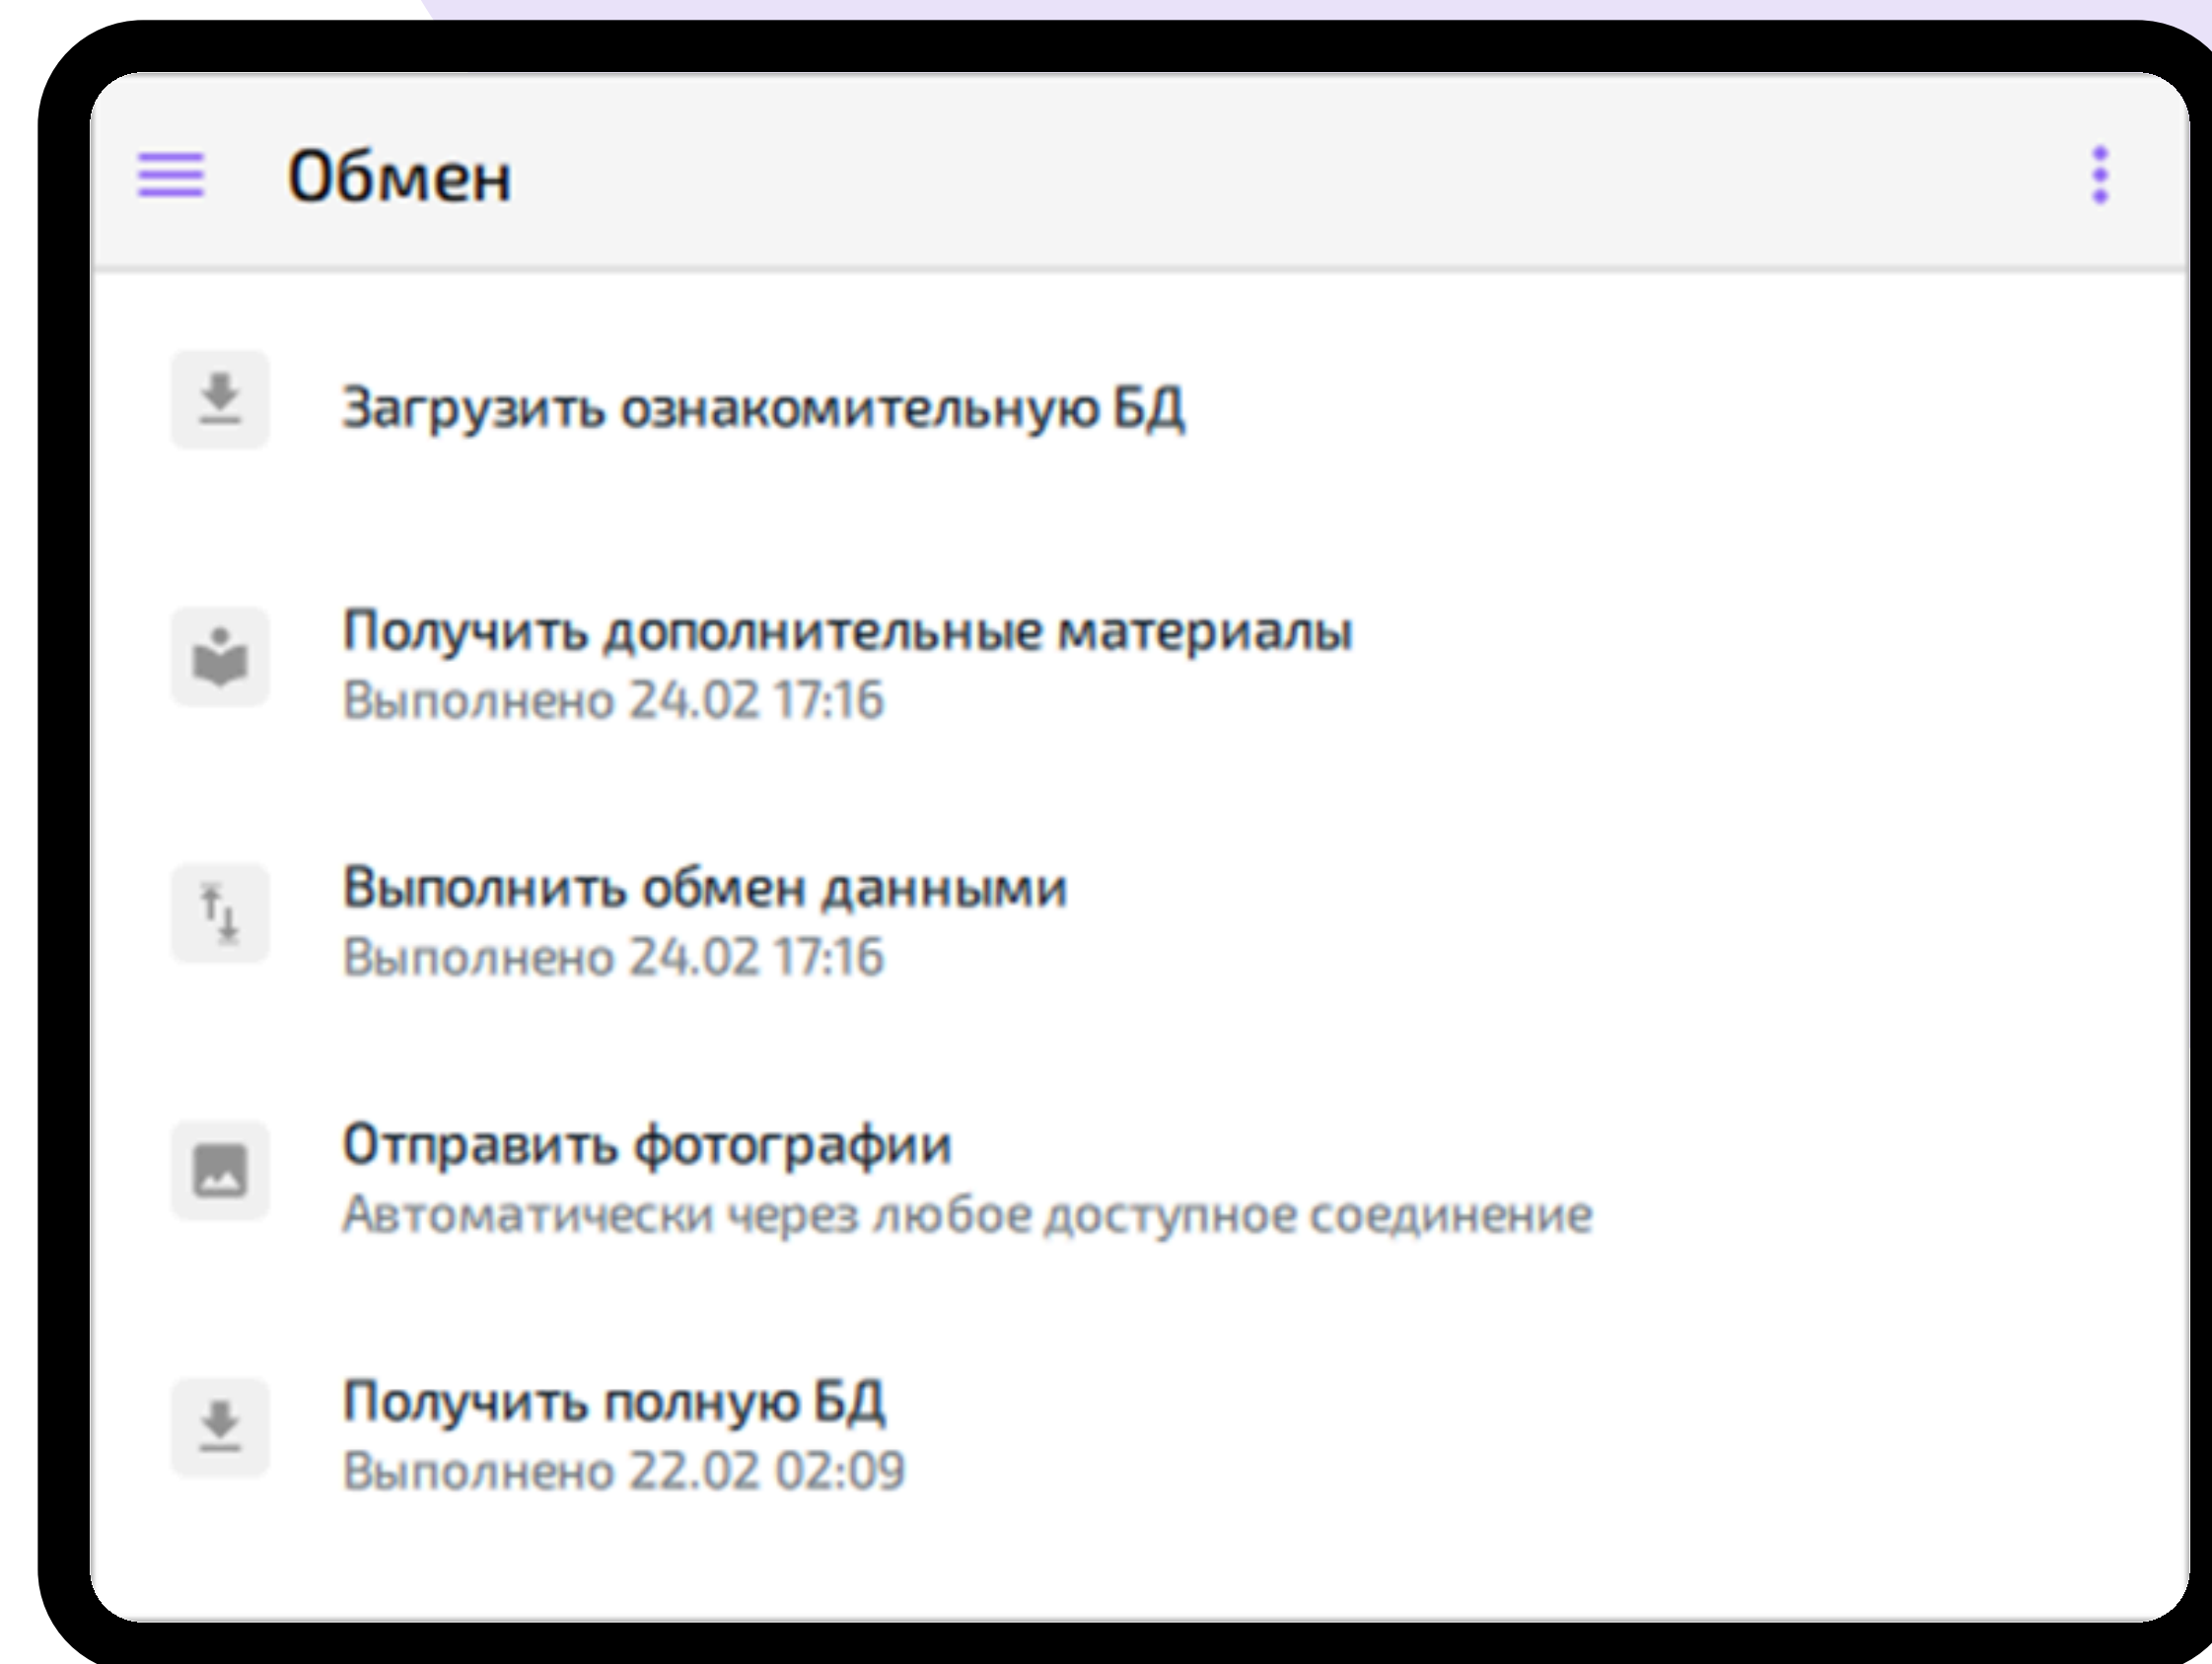 Обмен
Загрузить ознакомительную БД
Получить дополнительные материалы
Выполнено 24.02 17:16
Выполнить обмен данными
Выполнено 24.02 17:16
Отправить фотографии
Автоматически через любое доступное соединение
Получить полную БД
Выполнено 22.02 02:09